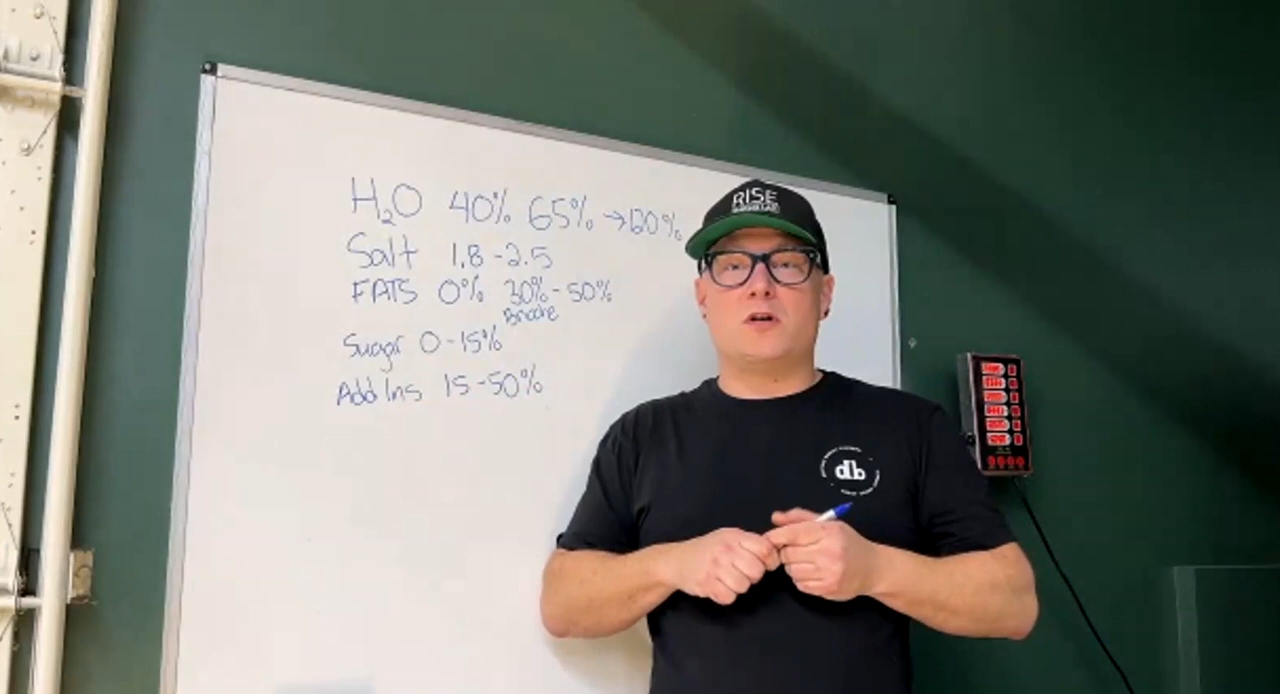 H₂O 40% 65% →120%
Salt 1.8 - 2.5
FATS 0% 30% - 50%
Brioche
Sugar 0 - 15%
Add Ins 15 - 50%
RISE
db